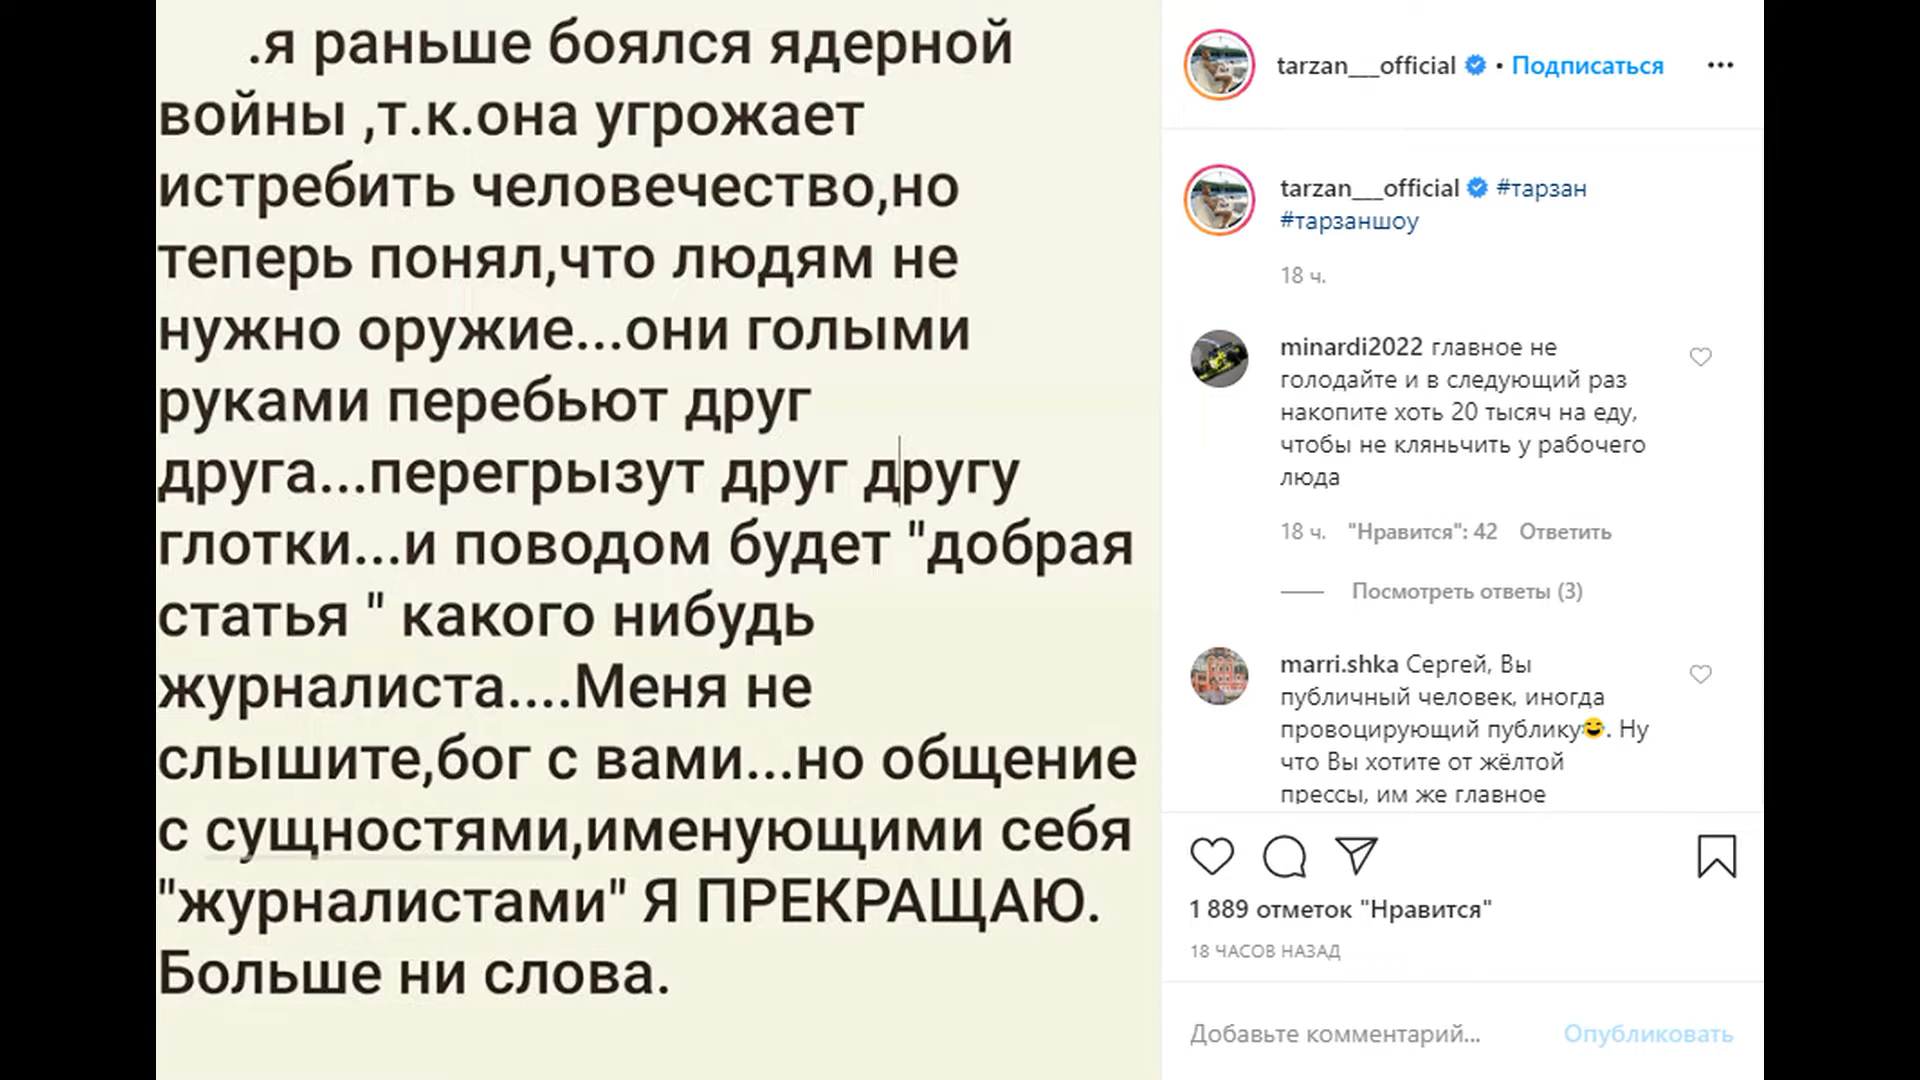 .я раньше боялся ядерной
войны ,т.к.она угрожает
истребить человечество,но
теперь понял,что людям не
нужно оружие...они голыми
руками перебьют друг
друга...перегрызут друг другу
глотки...и поводом будет "добрая
статья " какого нибудь
журналиста....Меня не
слышите,бог с вами...но общение
с сущностями,именующими себя
"журналистами" Я ПРЕКРАЩАЮ.
Больше ни слова.
tarzan___official • Подписаться
tarzan___official #тарзан
#тарзаншоу
18 ч.
minardi2022 главное не
голодайте и в следующий раз
накопите хоть 20 тысяч на еду,
чтобы не кляньчить у рабочего
люда
18 ч. "Нравится": 42 Ответить
Посмотреть ответы (3)
marri.shka Сергей, Вы
публичный человек, иногда
провоцирующий публику😂. Ну
что Вы хотите от жёлтой
прессы, им же главное
1 889 отметок "Нравится"
18 ЧАСОВ НАЗАД
Добавьте комментарий... Опубликовать